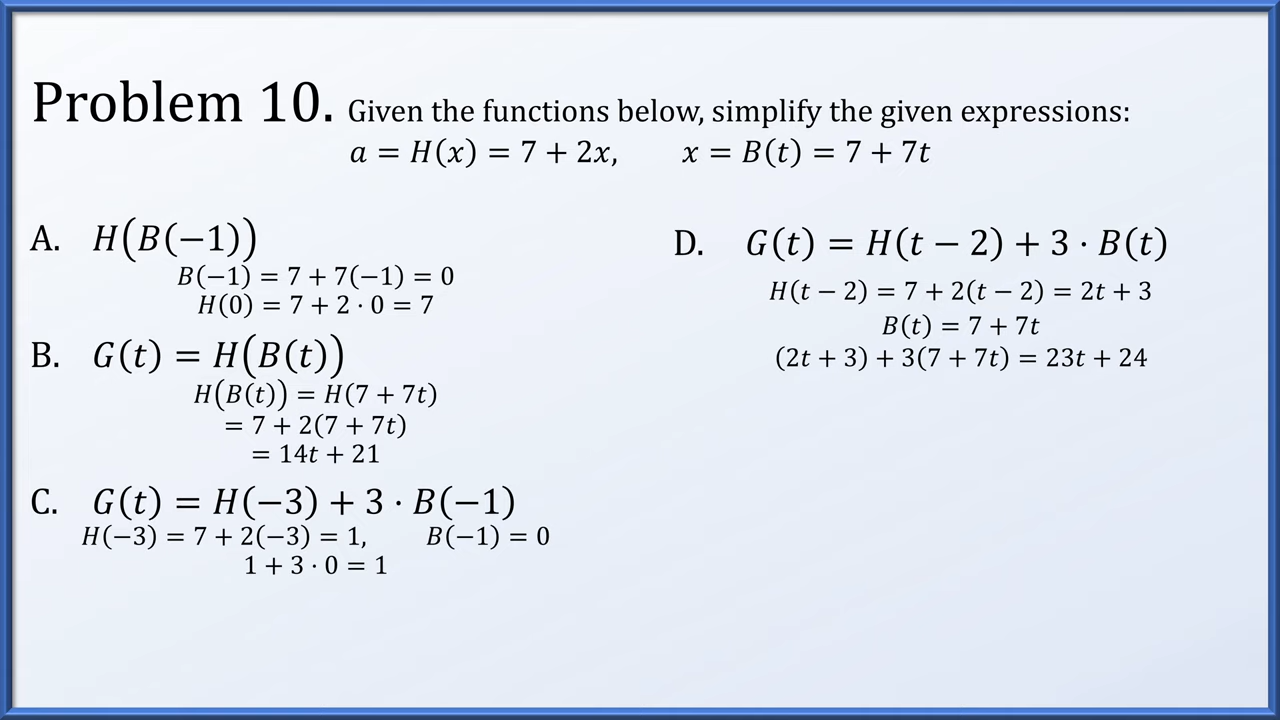 Problem 10. Given the functions below, simplify the given expressions:
a = H(x) = 7 + 2x, x = B(t) = 7 + 7t
A. H(B(−1))
B(−1) = 7 + 7(−1) = 0
H(0) = 7 + 2 · 0 = 7
B. G(t) = H(B(t))
H(B(t)) = H(7 + 7t)
= 7 + 2(7 + 7t)
= 14t + 21
C. G(t) = H(−3) + 3 · B(−1)
H(−3) = 7 + 2(−3) = 1, B(−1) = 0
1 + 3 · 0 = 1
D. G(t) = H(t − 2) + 3 · B(t)
H(t − 2) = 7 + 2(t − 2) = 2t + 3
B(t) = 7 + 7t
(2t + 3) + 3(7 + 7t) = 23t + 24